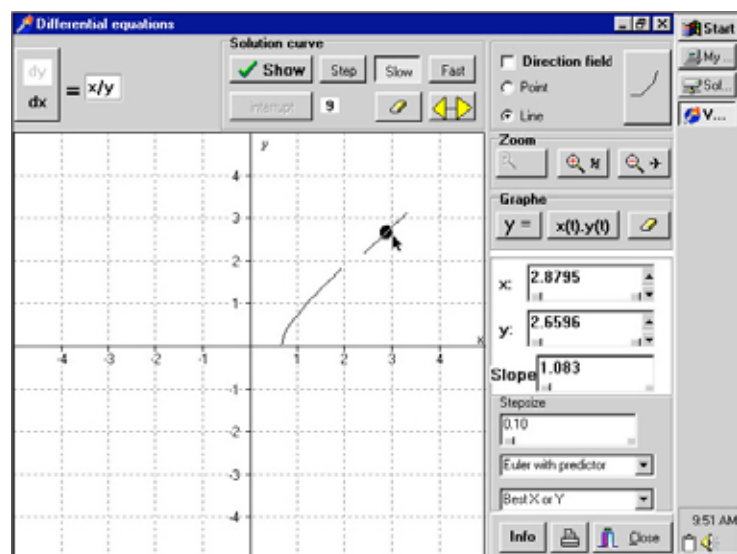 Differential equations
Start
My ...
Sol...
V...
dy
dx
= x/y
Solution curve
Show
Step
Slow
Fast
interrupt
9
Direction field
Point
Line
Zoom
Graphe
y =
x(t).y(t)
x: 2.8795
y: 2.6596
Slope 1.083
Stepsize
0.10
Euler with predictor
Best X or Y
Info
Close
9:51 AM
y
4
3
2
1
x
-4 -3 -2 -1 1 2 3 4
-1
-2
-3
-4